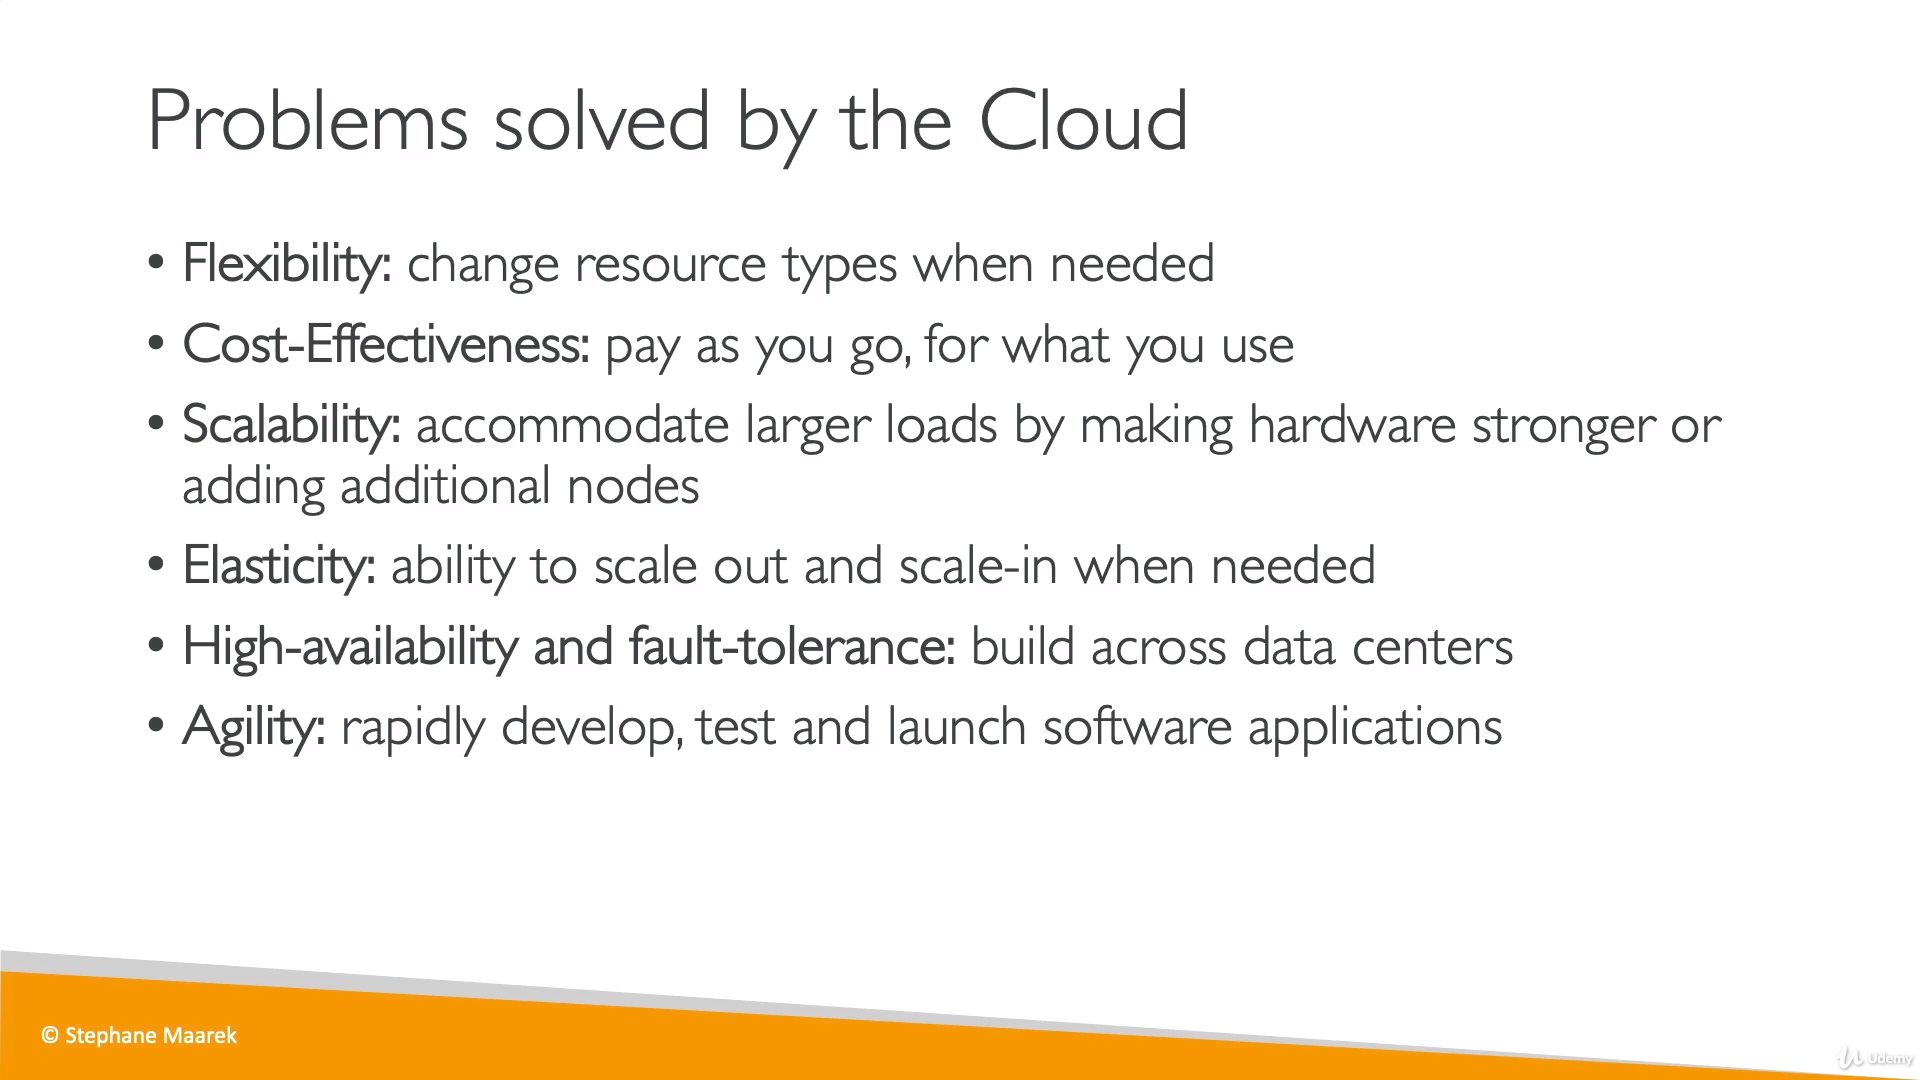 Problems solved by the Cloud
• Flexibility: change resource types when needed
• Cost-Effectiveness: pay as you go, for what you use
• Scalability: accommodate larger loads by making hardware stronger or
adding additional nodes
• Elasticity: ability to scale out and scale-in when needed
• High-availability and fault-tolerance: build across data centers
• Agility: rapidly develop, test and launch software applications
© Stephane Maarek
Udemy